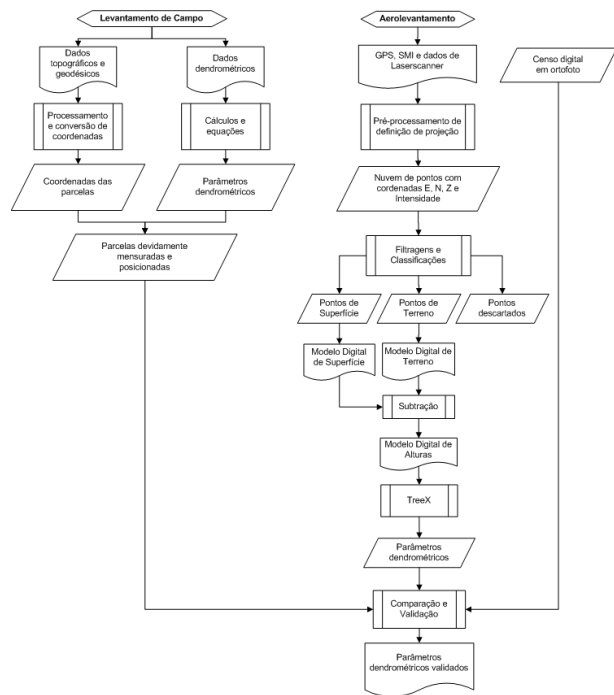 Levantamento de Campo
Dados
topográficos e
geodésicos
Dados
dendrométricos
Processamento
e conversão de
coordenadas
Cálculos e
equações
Coordenadas das
parcelas
Parâmetros
dendrométricos
Parcelas devidamente
mensuradas e
posicionadas
Aerolevantamento
GPS, SMI e dados de
Laserscanner
Pré-processamento de
definição de projeção
Nuvem de pontos com
cordenadas E, N, Z e
Intensidade
Filtragens e
Classificações
Pontos de
Superfície
Pontos de
Terreno
Pontos
descartados
Modelo Digital
de Superfície
Modelo Digital de
Terreno
Subtração
Modelo Digital de
Alturas
TreeX
Parâmetros
dendrométricos
Censo digital
em ortofoto
Comparação e
Validação
Parâmetros
dendrométricos validados